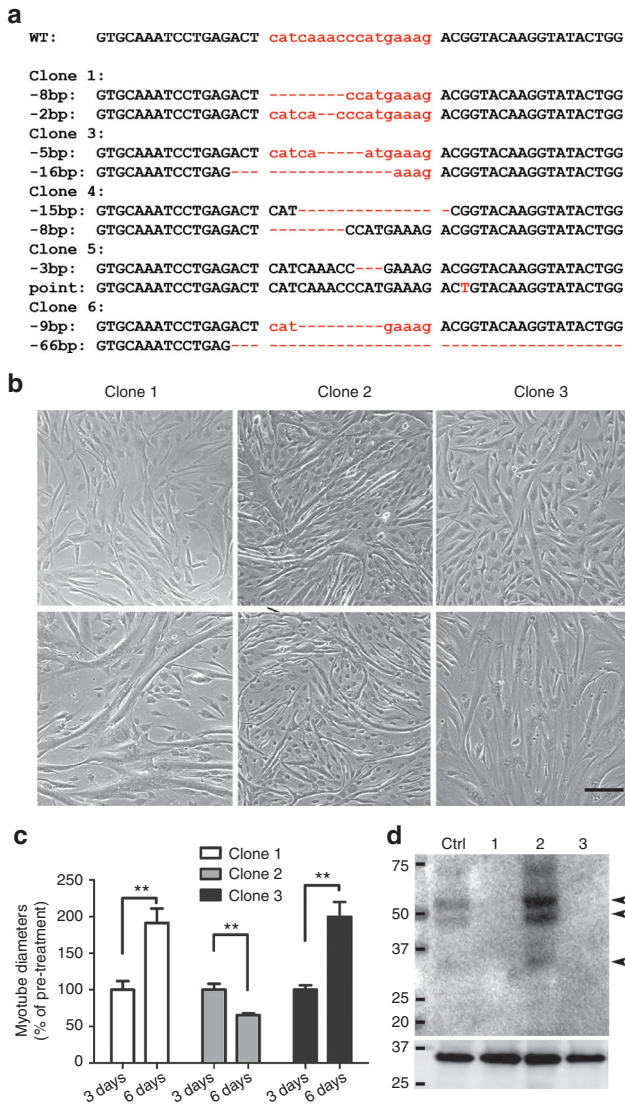 a
WT: GTGCAAATCCTGAGACT catcaaacccatgaaag ACGGTACAAGGTATACTGG
Clone 1:
-8bp: GTGCAAATCCTGAGACT --------ccatgaaag ACGGTACAAGGTATACTGG
-2bp: GTGCAAATCCTGAGACT catca--cccatgaaag ACGGTACAAGGTATACTGG
Clone 3:
-5bp: GTGCAAATCCTGAGACT catca-----atgaaag ACGGTACAAGGTATACTGG
-16bp: GTGCAAATCCTGAG--- -------------aaag ACGGTACAAGGTATACTGG
Clone 4:
-15bp: GTGCAAATCCTGAGACT CAT-------------- -CGGTACAAGGTATACTGG
-8bp: GTGCAAATCCTGAGACT --------CCATGAAAG ACGGTACAAGGTATACTGG
Clone 5:
-3bp: GTGCAAATCCTGAGACT CATCAAACC---GAAAG ACGGTACAAGGTATACTGG
point: GTGCAAATCCTGAGACT CATCAAACCCATGAAAG ACTGTACAAGGTATACTGG
Clone 6:
-9bp: GTGCAAATCCTGAGACT cat---------gaaag ACGGTACAAGGTATACTGG
-66bp: GTGCAAATCCTGAG--- ----------------- -------------------
b
Clone 1 Clone 2 Clone 3
c
Clone 1
Clone 2
Clone 3
Myotube diameters
(% of pre-treatment)
250
200
150
100
50
0
** ** **
3 days 6 days 3 days 6 days 3 days 6 days
d
Ctrl 1 2 3
75
50
37
25
20
37
25